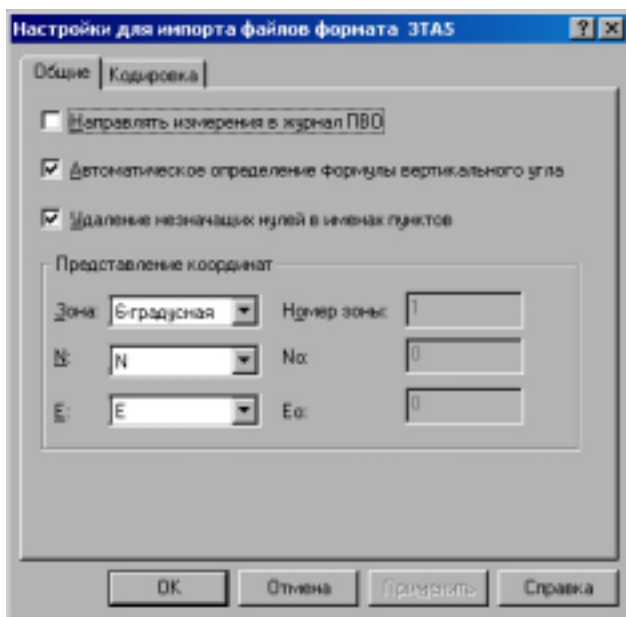 Настройки для импорта файлов формата 3TA5
Общие Кодировка
Направлять измерения в журнал ПВО
Автоматическое определение формулы вертикального угла
Удаление незначащих нулей в именах пунктов
Представление координат
Зона: 6-градусная Номер зоны: 1
N: N No: 0
E: E Eo: 0
OK Отмена Применить Справка